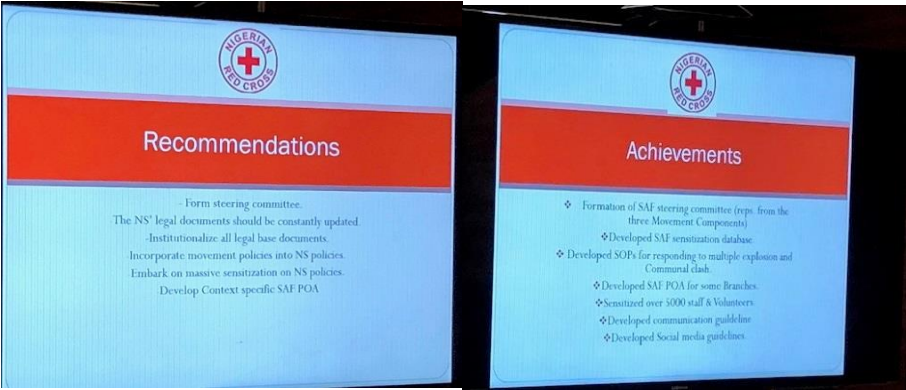 NIGERIAN
RED CROSS
Recommendations
- Form steering committee.
The NS' legal documents should be constantly updated.
-Institutionalize all legal base documents.
Incorporate movement policies into NS policies.
Embark on massive sensitization on NS policies.
Develop Context specific SAF POA
NIGERIAN
RED CROSS
Achievements
❖ Formation of SAF steering committee (reps. from the
three Movement Components)
❖Developed SAF sensitization database.
❖ Developed SOPs for responding to multiple explosion and
Communal clash.
❖Developed SAF POA for some Branches.
❖Sensitized over 5000 staff & Volunteers.
❖Developed communication guildeline
❖Developed Social media guidelines.